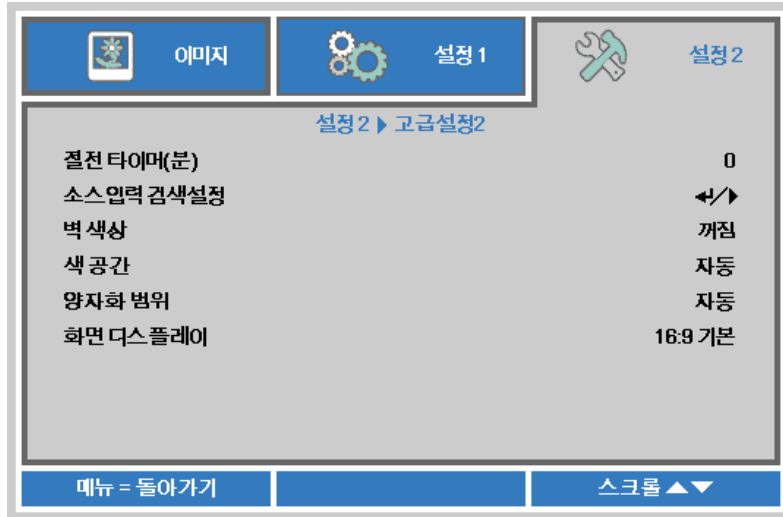 이미지
설정 1
설정 2
설정 2 ▶ 고급설정2
절전 타이머(분) 0
소스입력 검색설정 ↵/▶
벽 색상 꺼짐
색 공간 자동
양자화 범위 자동
화면 디스플레이 16:9 기본
메뉴 = 돌아가기
스크롤 ▲▼